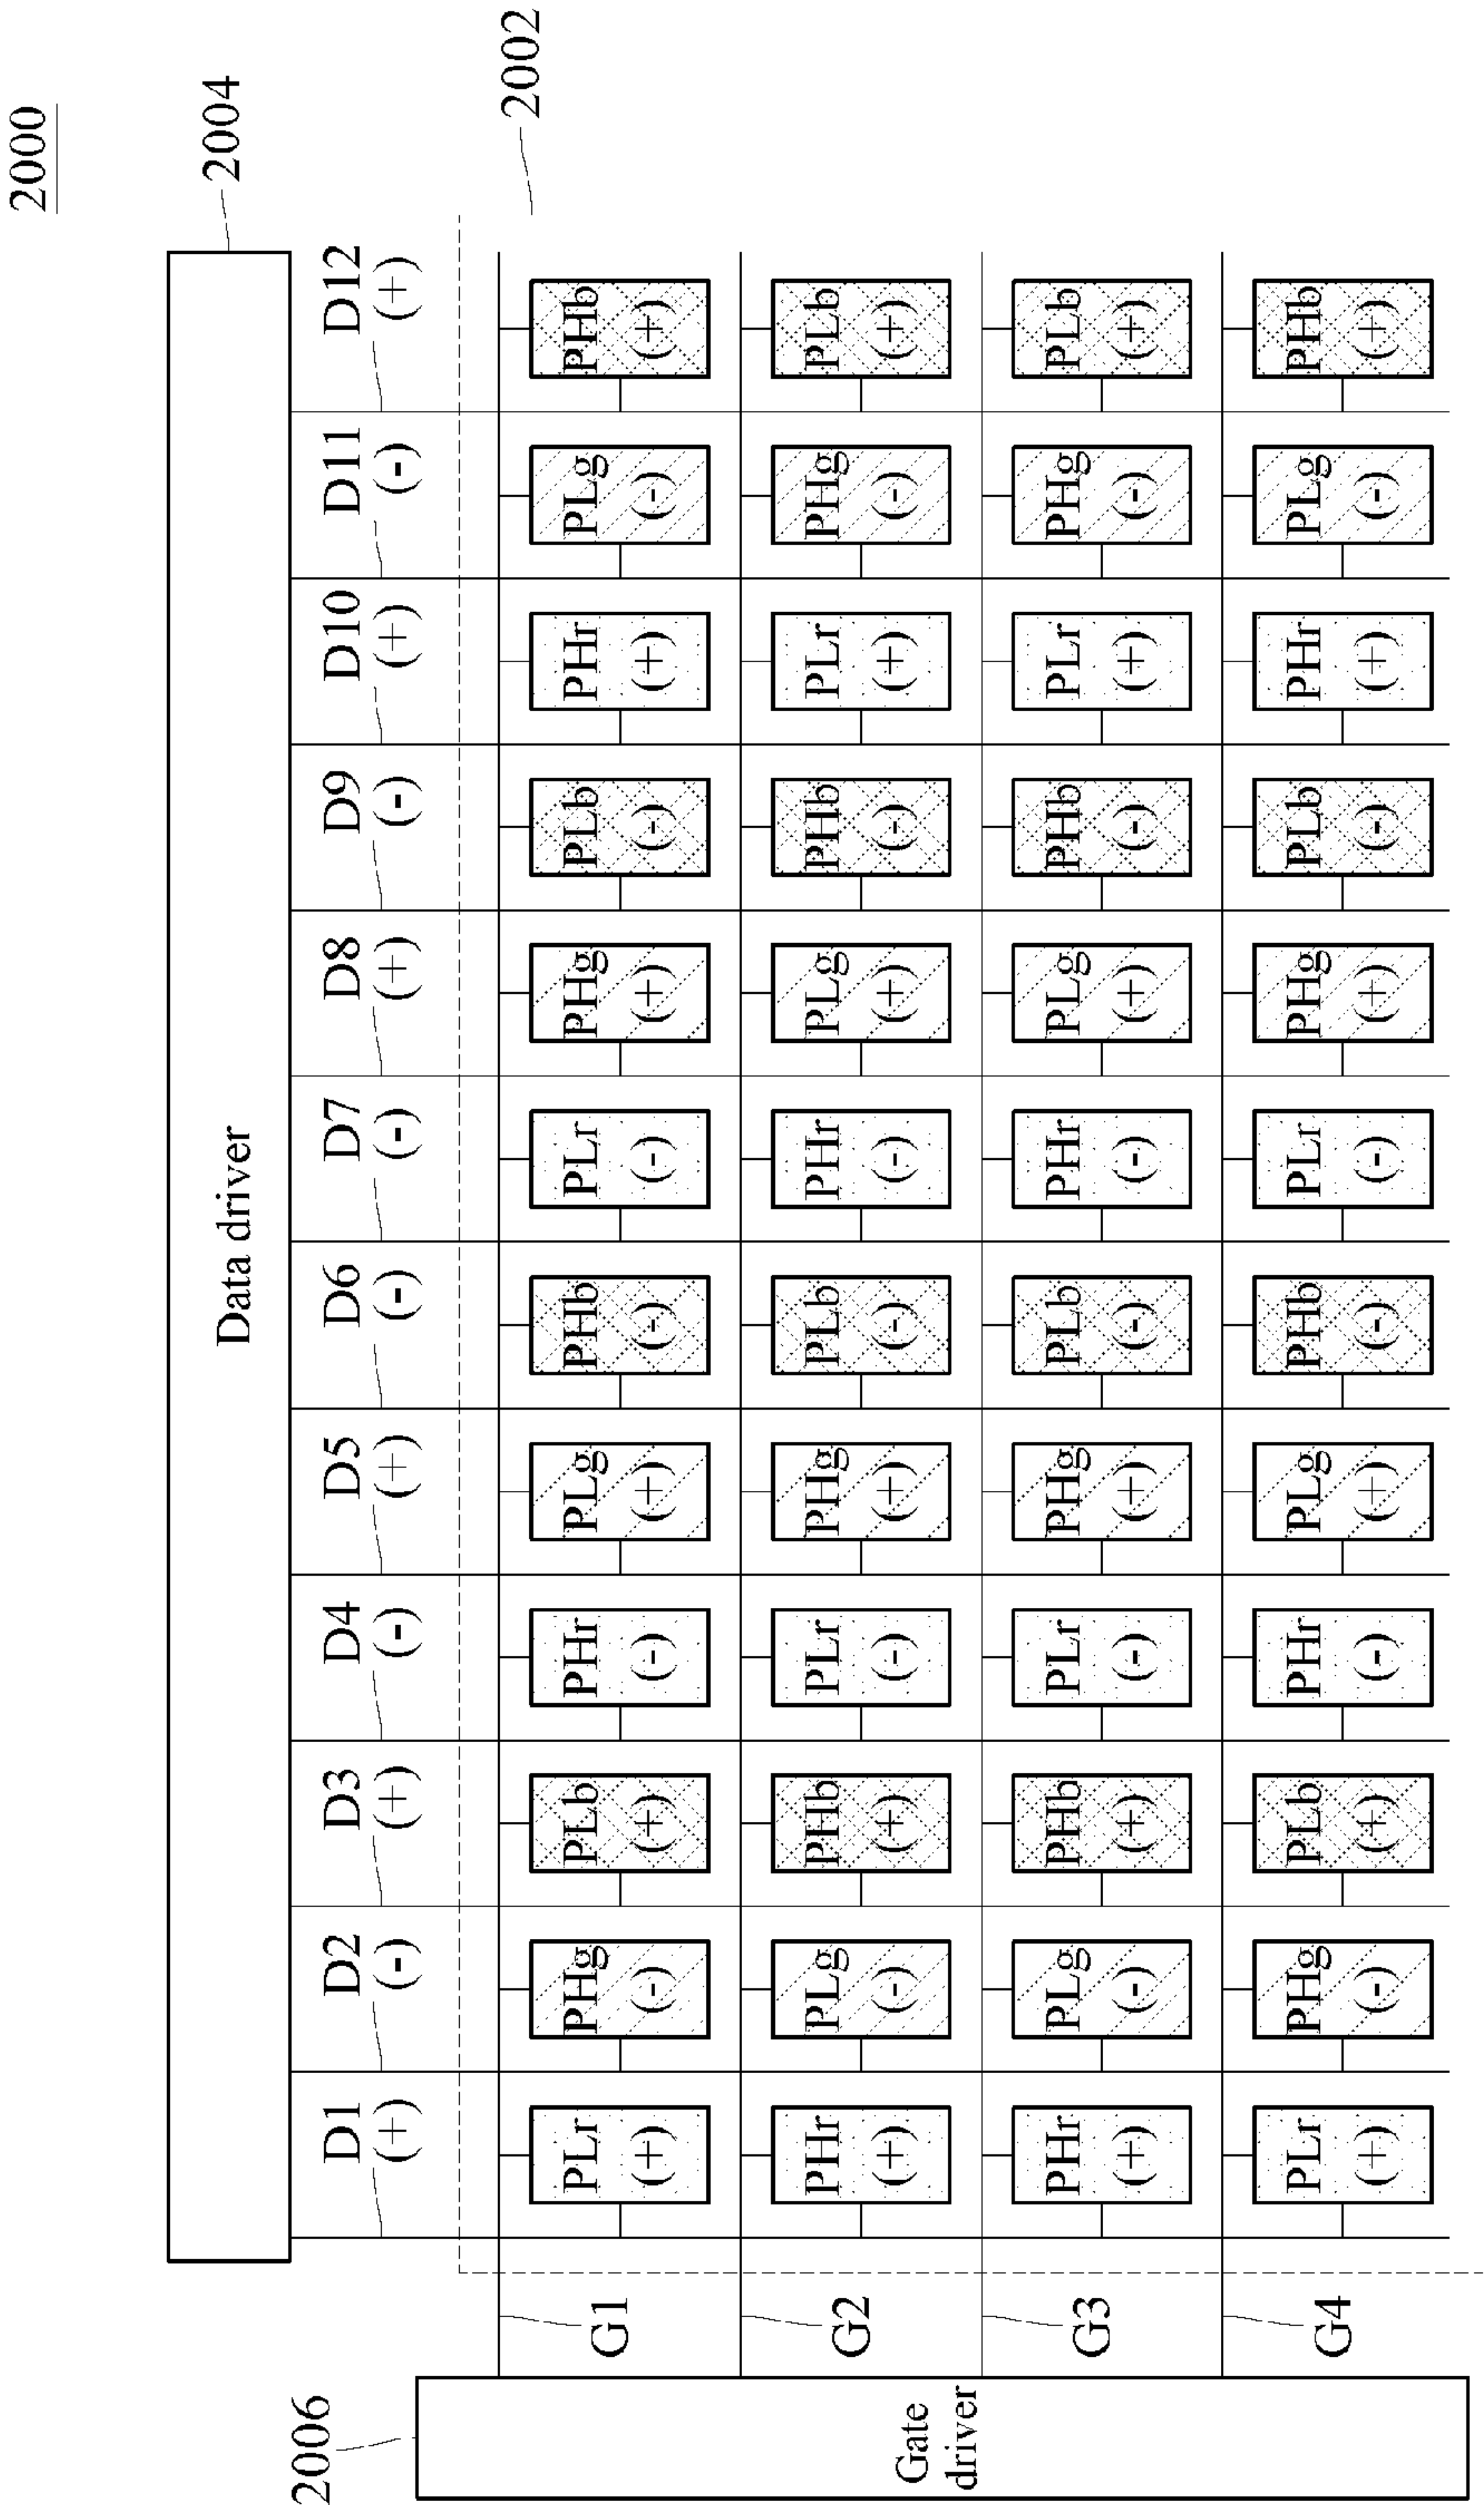 2000
2004
Data driver
D1 D2 D3 D4 D5 D6 D7 D8 D9 D10 D11 D12
(+) (-) (+) (-) (+) (-) (-) (+) (-) (+) (-) (+)
2002
2006
Gate
driver
G1
PLr PHg PLb PHr PLg PHb PLr PHg PLb PHr PLg PHb
(+) (-) (+) (-) (+) (-) (-) (+) (-) (+) (-) (+)
G2
PHr PLg PHb PLr PHg PLb PHr PLg PHb PLr PHg PLb
(+) (-) (+) (-) (+) (-) (-) (+) (-) (+) (-) (+)
G3
PHr PLg PHb PLr PHg PLb PHr PLg PHb PLr PHg PLb
(+) (-) (+) (-) (+) (-) (-) (+) (-) (+) (-) (+)
G4
PLr PHg PLb PHr PLg PHb PLr PHg PLb PHr PLg PHb
(+) (-) (+) (-) (+) (-) (-) (+) (-) (+) (-) (+)